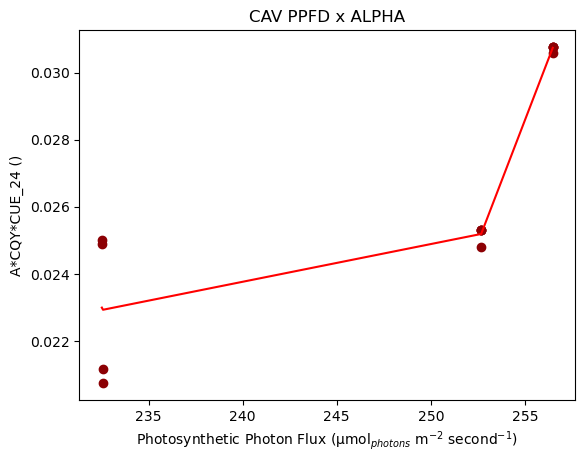 CAV PPFD x ALPHA
A*CQY*CUE_24 ()
0.030
0.028
0.026
0.024
0.022
235 240 245 250 255
Photosynthetic Photon Flux (µmol$_{photons}$ m$^{-2}$ second$^{-1}$)